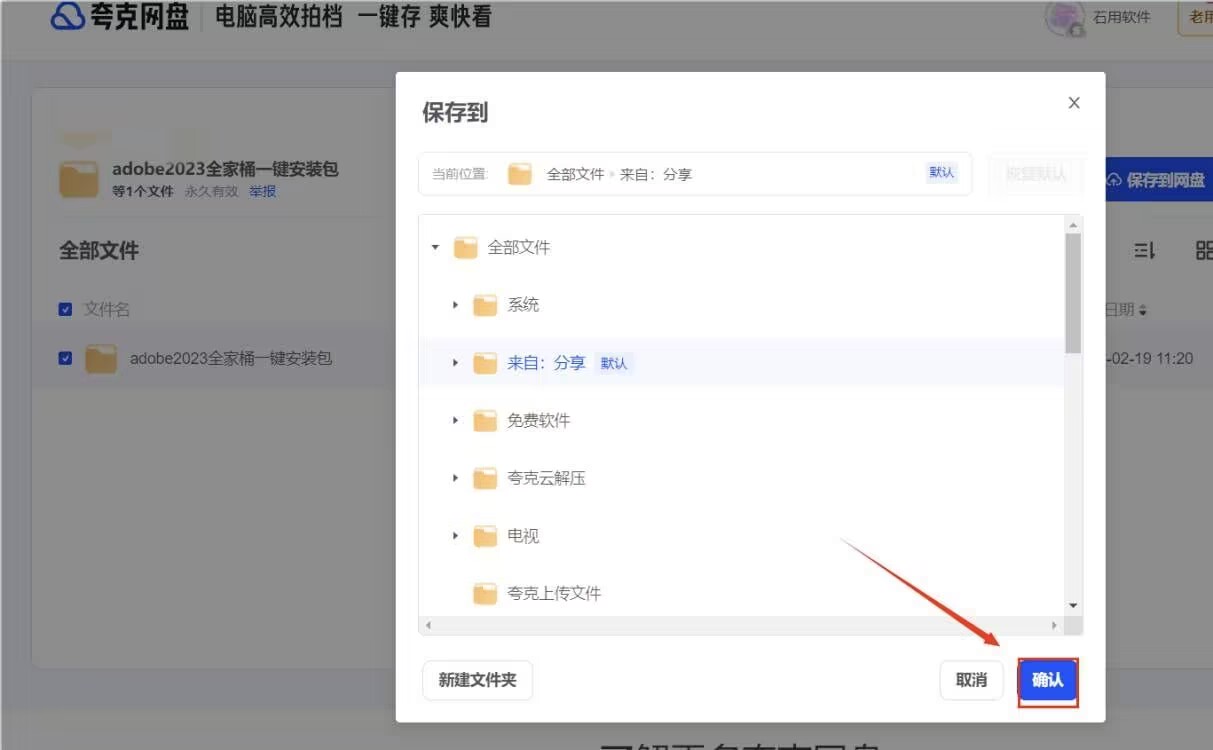 夸克网盘 电脑高效拍档 一键存 爽快看
石用软件
老用
保存到
adobe2023全家桶一键安装包
等1个文件 永久有效 举报
当前位置: 全部文件 来自：分享 默认
恢复默认
保存到网盘
全部文件
全部文件
文件名
系统
日期
adobe2023全家桶一键安装包
来自：分享 默认
-02-19 11:20
免费软件
夸克云解压
电视
夸克上传文件
新建文件夹
取消
确认